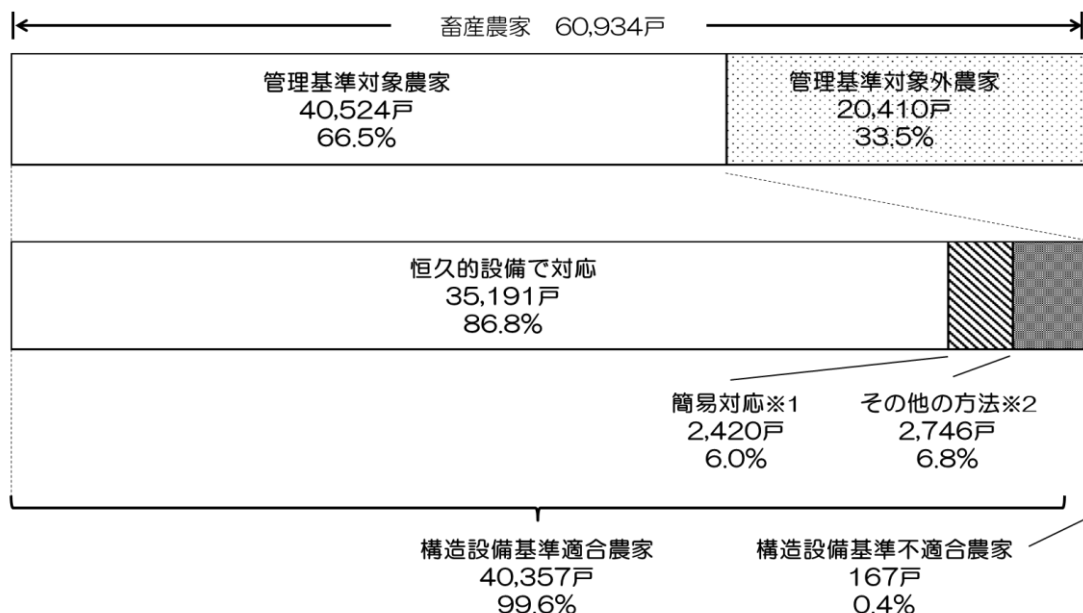 畜産農家　60,934戸
管理基準対象農家
40,524戸
66.5%
管理基準対象外農家
20,410戸
33.5%
恒久的設備で対応
35,191戸
86.8%
簡易対応※1
2,420戸
6.0%
その他の方法※2
2,746戸
6.8%
構造設備基準適合農家
40,357戸
99.6%
構造設備基準不適合農家
167戸
0.4%